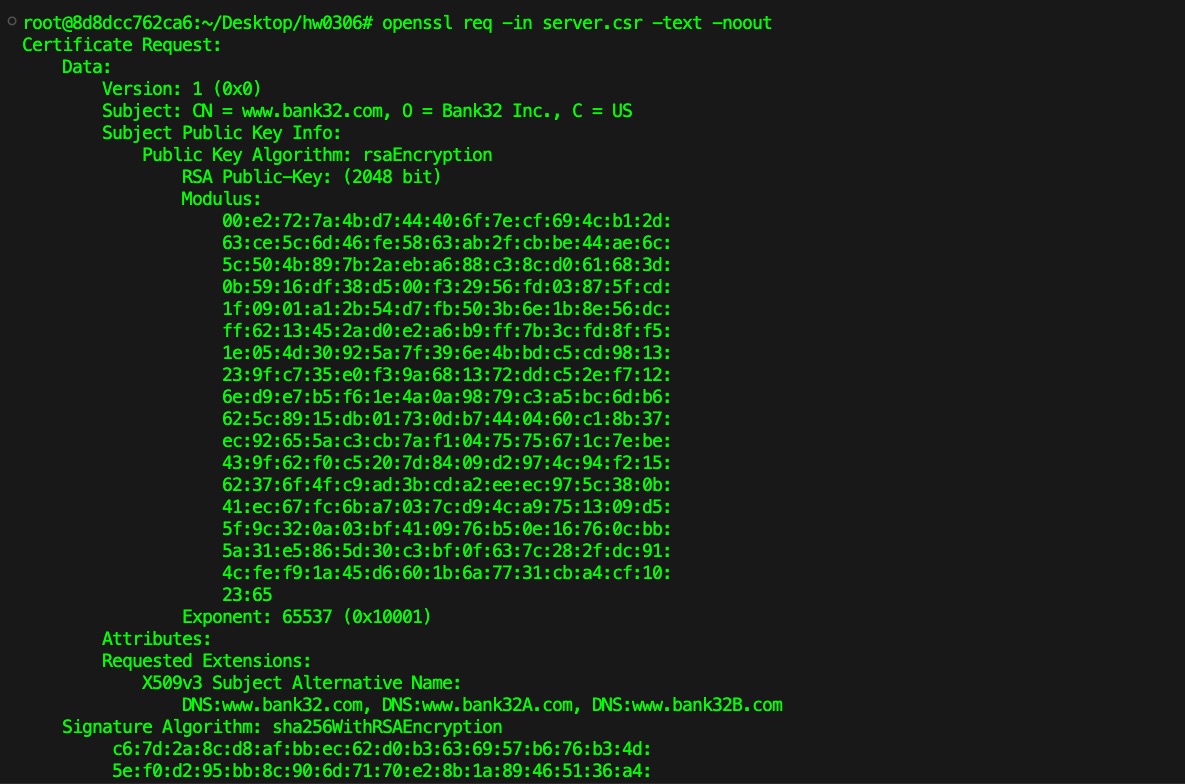 root@8d8dcc762ca6:~/Desktop/hw0306# openssl req -in server.csr -text -noout
Certificate Request:
    Data:
        Version: 1 (0x0)
        Subject: CN = www.bank32.com, O = Bank32 Inc., C = US
        Subject Public Key Info:
            Public Key Algorithm: rsaEncryption
                RSA Public-Key: (2048 bit)
                Modulus:
                    00:e2:72:7a:4b:d7:44:40:6f:7e:cf:69:4c:b1:2d:
                    63:ce:5c:6d:46:fe:58:63:ab:2f:cb:be:44:ae:6c:
                    5c:50:4b:89:7b:2a:eb:a6:88:c3:8c:d0:61:68:3d:
                    0b:59:16:df:38:d5:00:f3:29:56:fd:03:87:5f:cd:
                    1f:09:01:a1:2b:54:d7:fb:50:3b:6e:1b:8e:56:dc:
                    ff:62:13:45:2a:d0:e2:a6:b9:ff:7b:3c:fd:8f:f5:
                    1e:05:4d:30:92:5a:7f:39:6e:4b:bd:c5:cd:98:13:
                    23:9f:c7:35:e0:f3:9a:68:13:72:dd:c5:2e:f7:12:
                    6e:d9:e7:b5:f6:1e:4a:0a:98:79:c3:a5:bc:6d:b6:
                    62:5c:89:15:db:01:73:0d:b7:44:04:60:c1:8b:37:
                    ec:92:65:5a:c3:cb:7a:f1:04:75:75:67:1c:7e:be:
                    43:9f:62:f0:c5:20:7d:84:09:d2:97:4c:94:f2:15:
                    62:37:6f:4f:c9:ad:3b:cd:a2:ee:ec:97:5c:38:0b:
                    41:ec:67:fc:6b:a7:03:7c:d9:4c:a9:75:13:09:d5:
                    5f:9c:32:0a:03:bf:41:09:76:b5:0e:16:76:0c:bb:
                    5a:31:e5:86:5d:30:c3:bf:0f:63:7c:28:2f:dc:91:
                    4c:fe:f9:1a:45:d6:60:1b:6a:77:31:cb:a4:cf:10:
                    23:65
                Exponent: 65537 (0x10001)
        Attributes:
        Requested Extensions:
            X509v3 Subject Alternative Name:
                DNS:www.bank32.com, DNS:www.bank32A.com, DNS:www.bank32B.com
    Signature Algorithm: sha256WithRSAEncryption
         c6:7d:2a:8c:d8:af:bb:ec:62:d0:b3:63:69:57:b6:76:b3:4d:
         5e:f0:d2:95:bb:8c:90:6d:71:70:e2:8b:1a:89:46:51:36:a4: